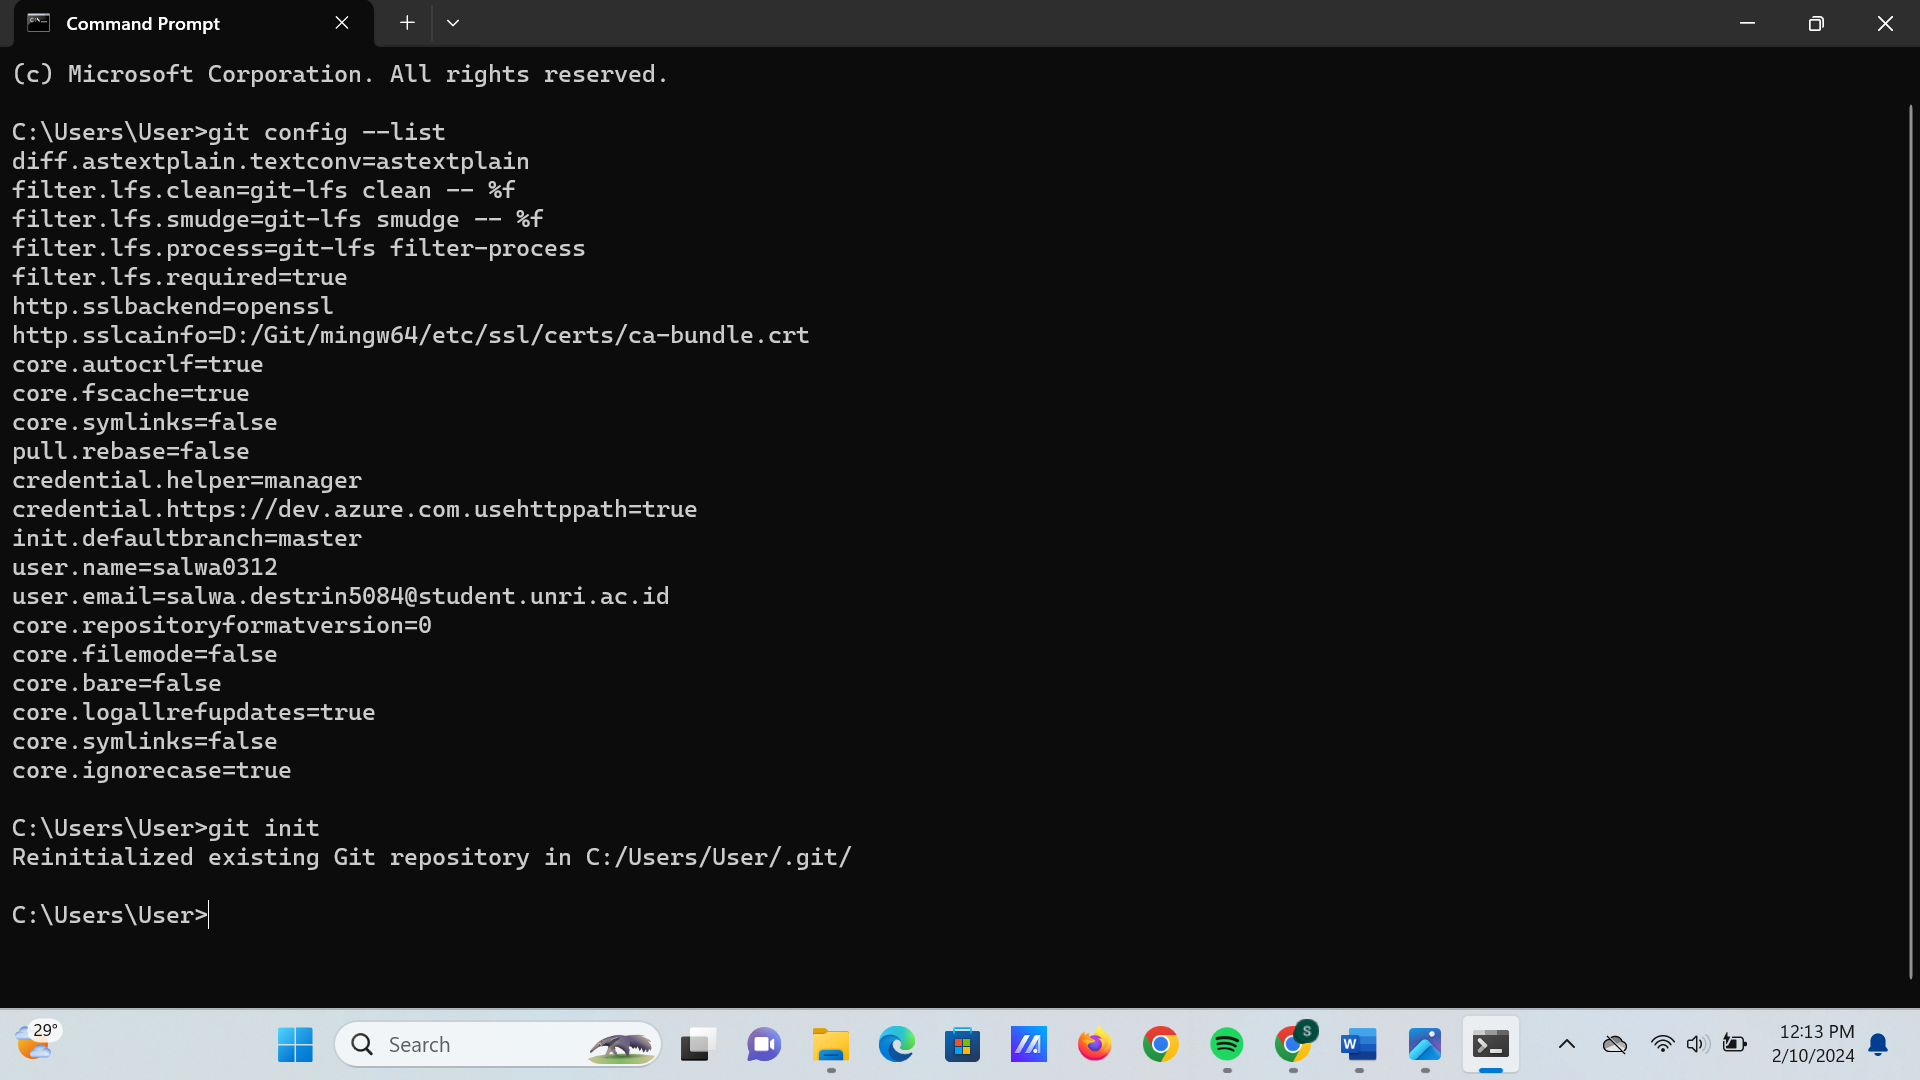 Command Prompt
(c) Microsoft Corporation. All rights reserved.
C:\Users\User>git config --list
diff.astextplain.textconv=astextplain
filter.lfs.clean=git-lfs clean -- %f
filter.lfs.smudge=git-lfs smudge -- %f
filter.lfs.process=git-lfs filter-process
filter.lfs.required=true
http.sslbackend=openssl
http.sslcainfo=D:/Git/mingw64/etc/ssl/certs/ca-bundle.crt
core.autocrlf=true
core.fscache=true
core.symlinks=false
pull.rebase=false
credential.helper=manager
credential.https://dev.azure.com.usehttppath=true
init.defaultbranch=master
user.name=salwa0312
user.email=salwa.destrin5084@student.unri.ac.id
core.repositoryformatversion=0
core.filemode=false
core.bare=false
core.logallrefupdates=true
core.symlinks=false
core.ignorecase=true
C:\Users\User>git init
Reinitialized existing Git repository in C:/Users/User/.git/
C:\Users\User>
29°
Search
S
W
12:13 PM
2/10/2024